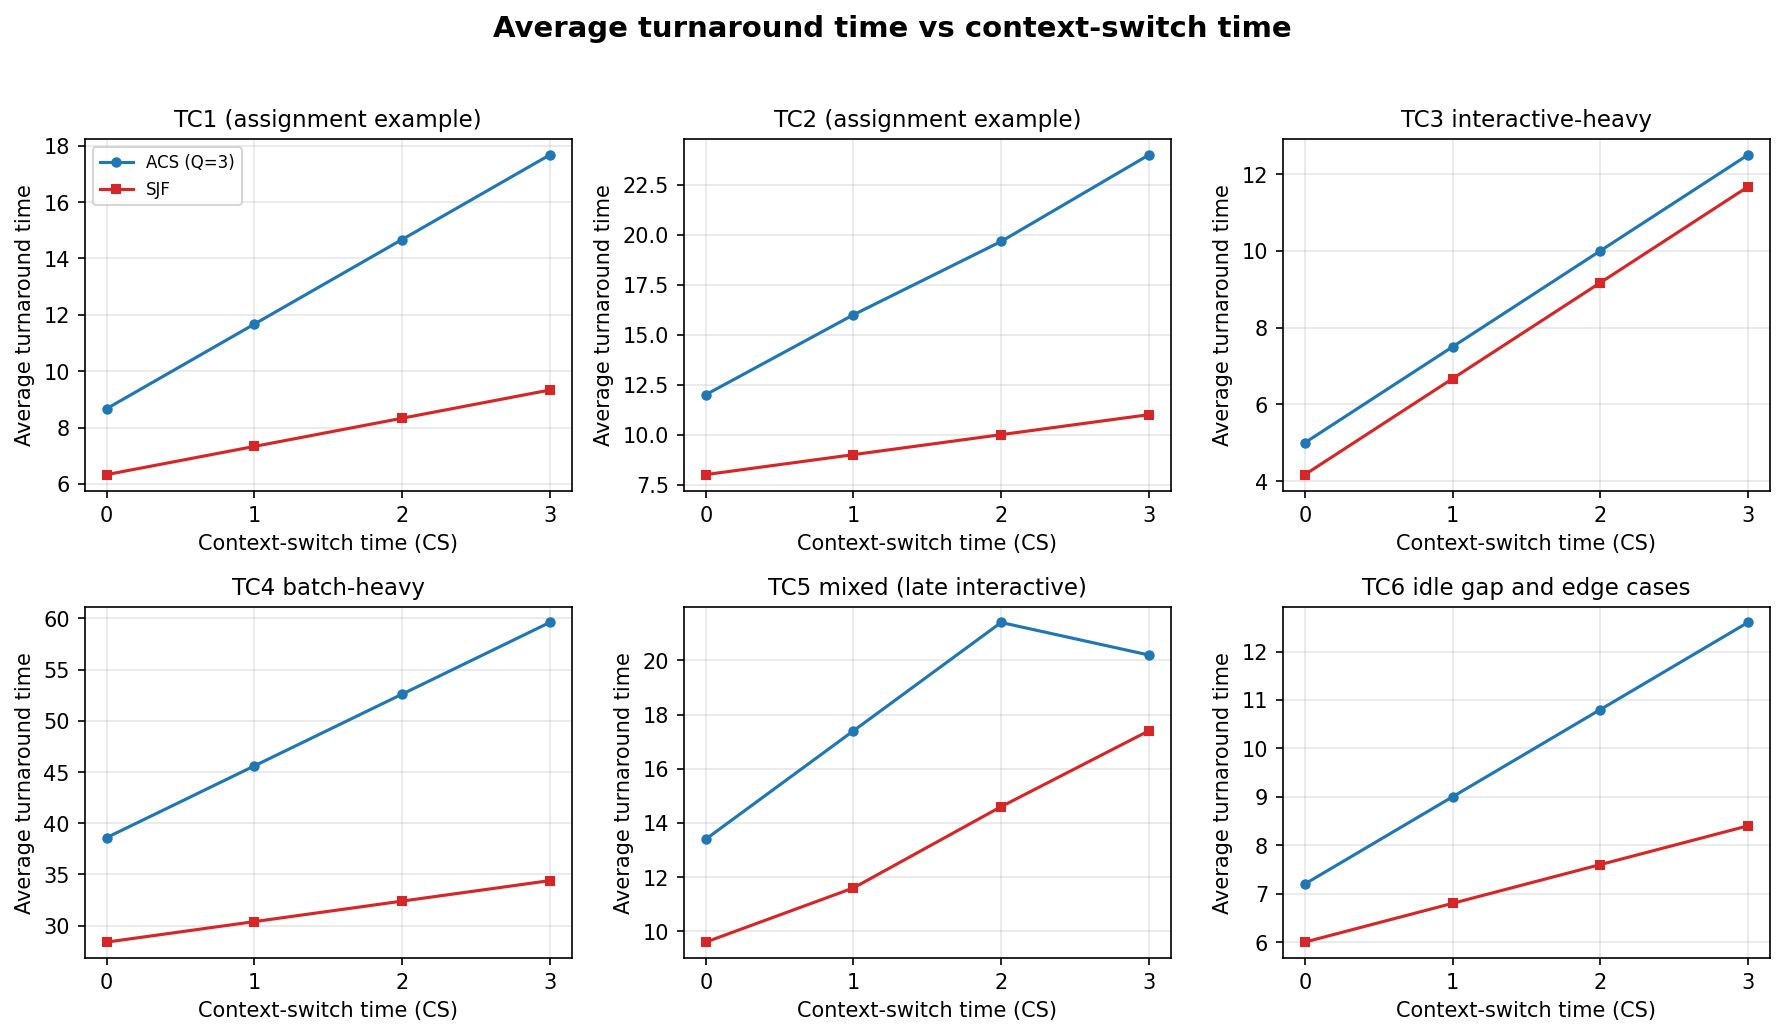 Average turnaround time vs context-switch time
TC1 (assignment example)
18
16
14
12
10
8
6
Average turnaround time
ACS (Q=3)
SJF
0 1 2 3
Context-switch time (CS)
TC2 (assignment example)
22.5
20.0
17.5
15.0
12.5
10.0
7.5
Average turnaround time
0 1 2 3
Context-switch time (CS)
TC3 interactive-heavy
12
10
8
6
4
Average turnaround time
0 1 2 3
Context-switch time (CS)
TC4 batch-heavy
60
55
50
45
40
35
30
Average turnaround time
0 1 2 3
Context-switch time (CS)
TC5 mixed (late interactive)
20
18
16
14
12
10
Average turnaround time
0 1 2 3
Context-switch time (CS)
TC6 idle gap and edge cases
12
11
10
9
8
7
6
Average turnaround time
0 1 2 3
Context-switch time (CS)